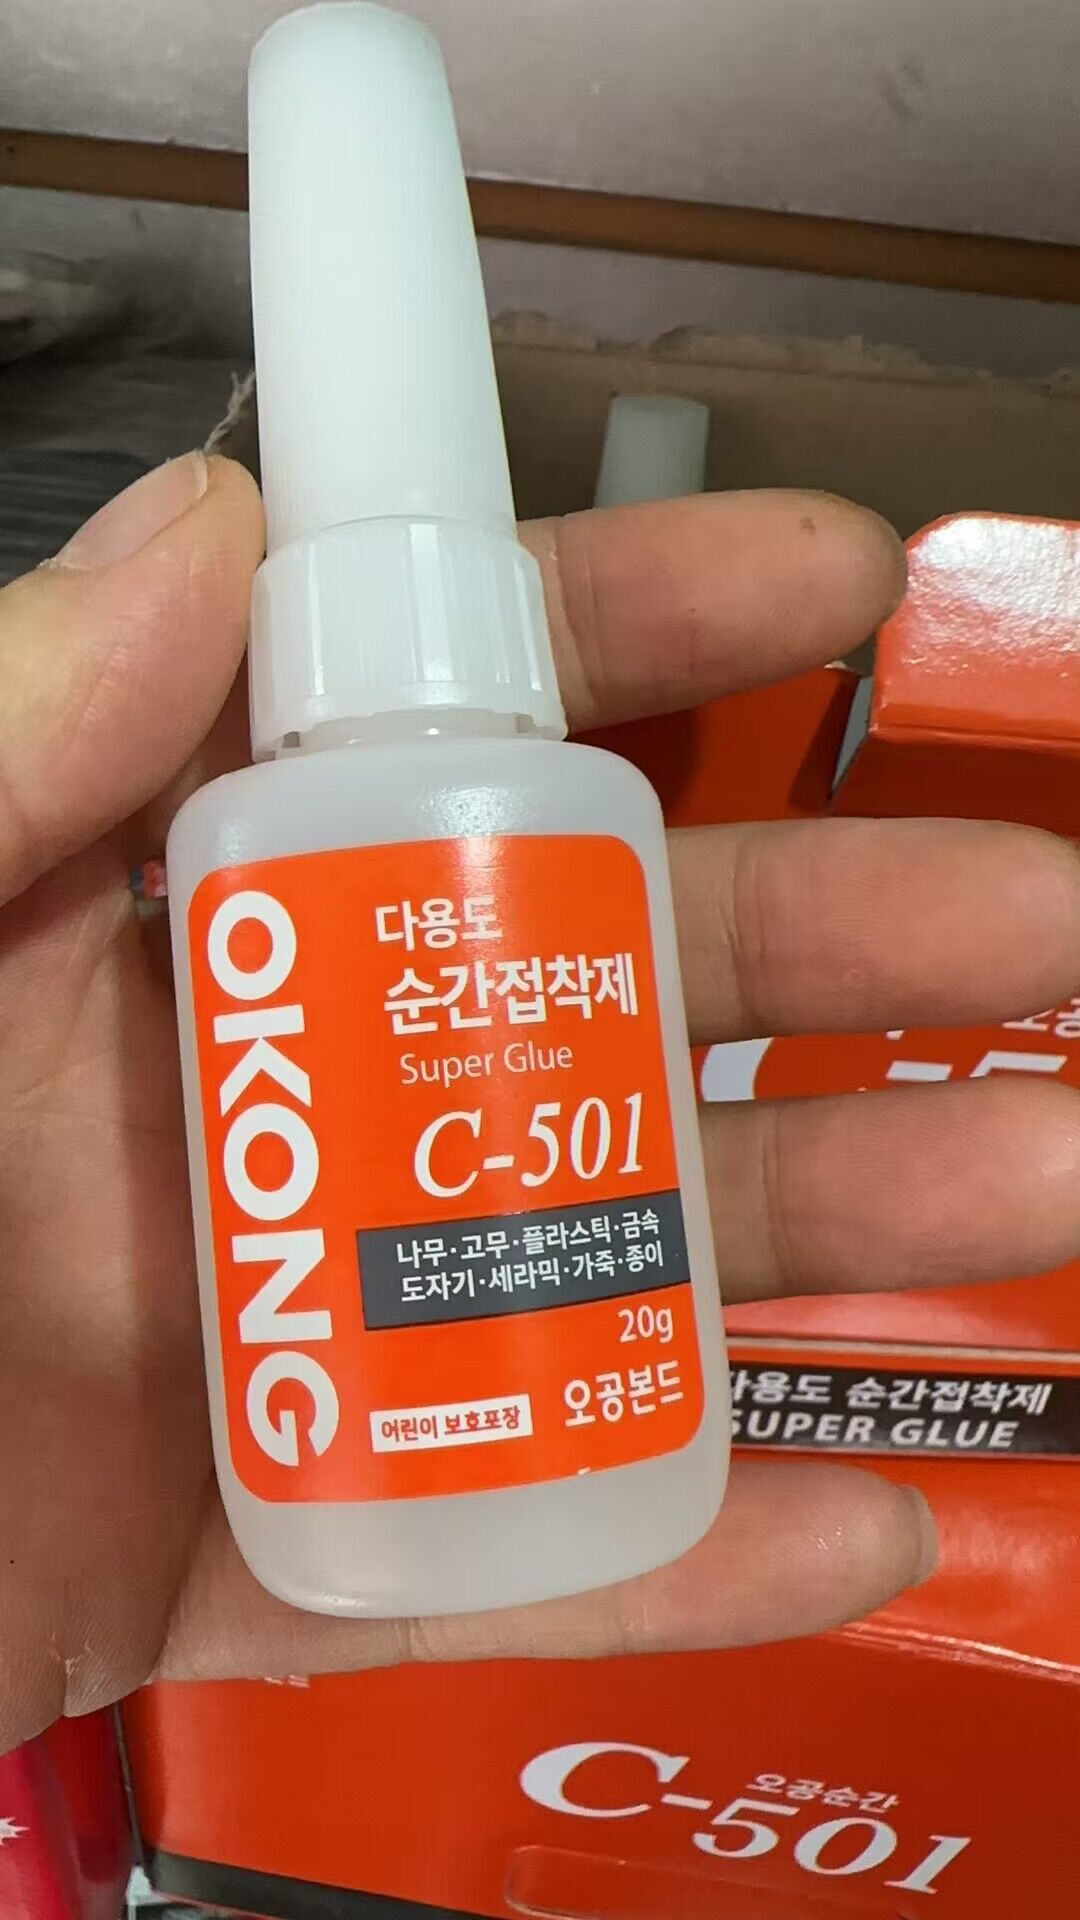 OKONG
다용도
순간접착제
Super Glue
C-501
나무·고무·플라스틱·금속
도자기·세라믹·가죽·종이
20g
어린이 보호포장
오공본드
다용도 순간접착제
SUPER GLUE
오공순간
C-501